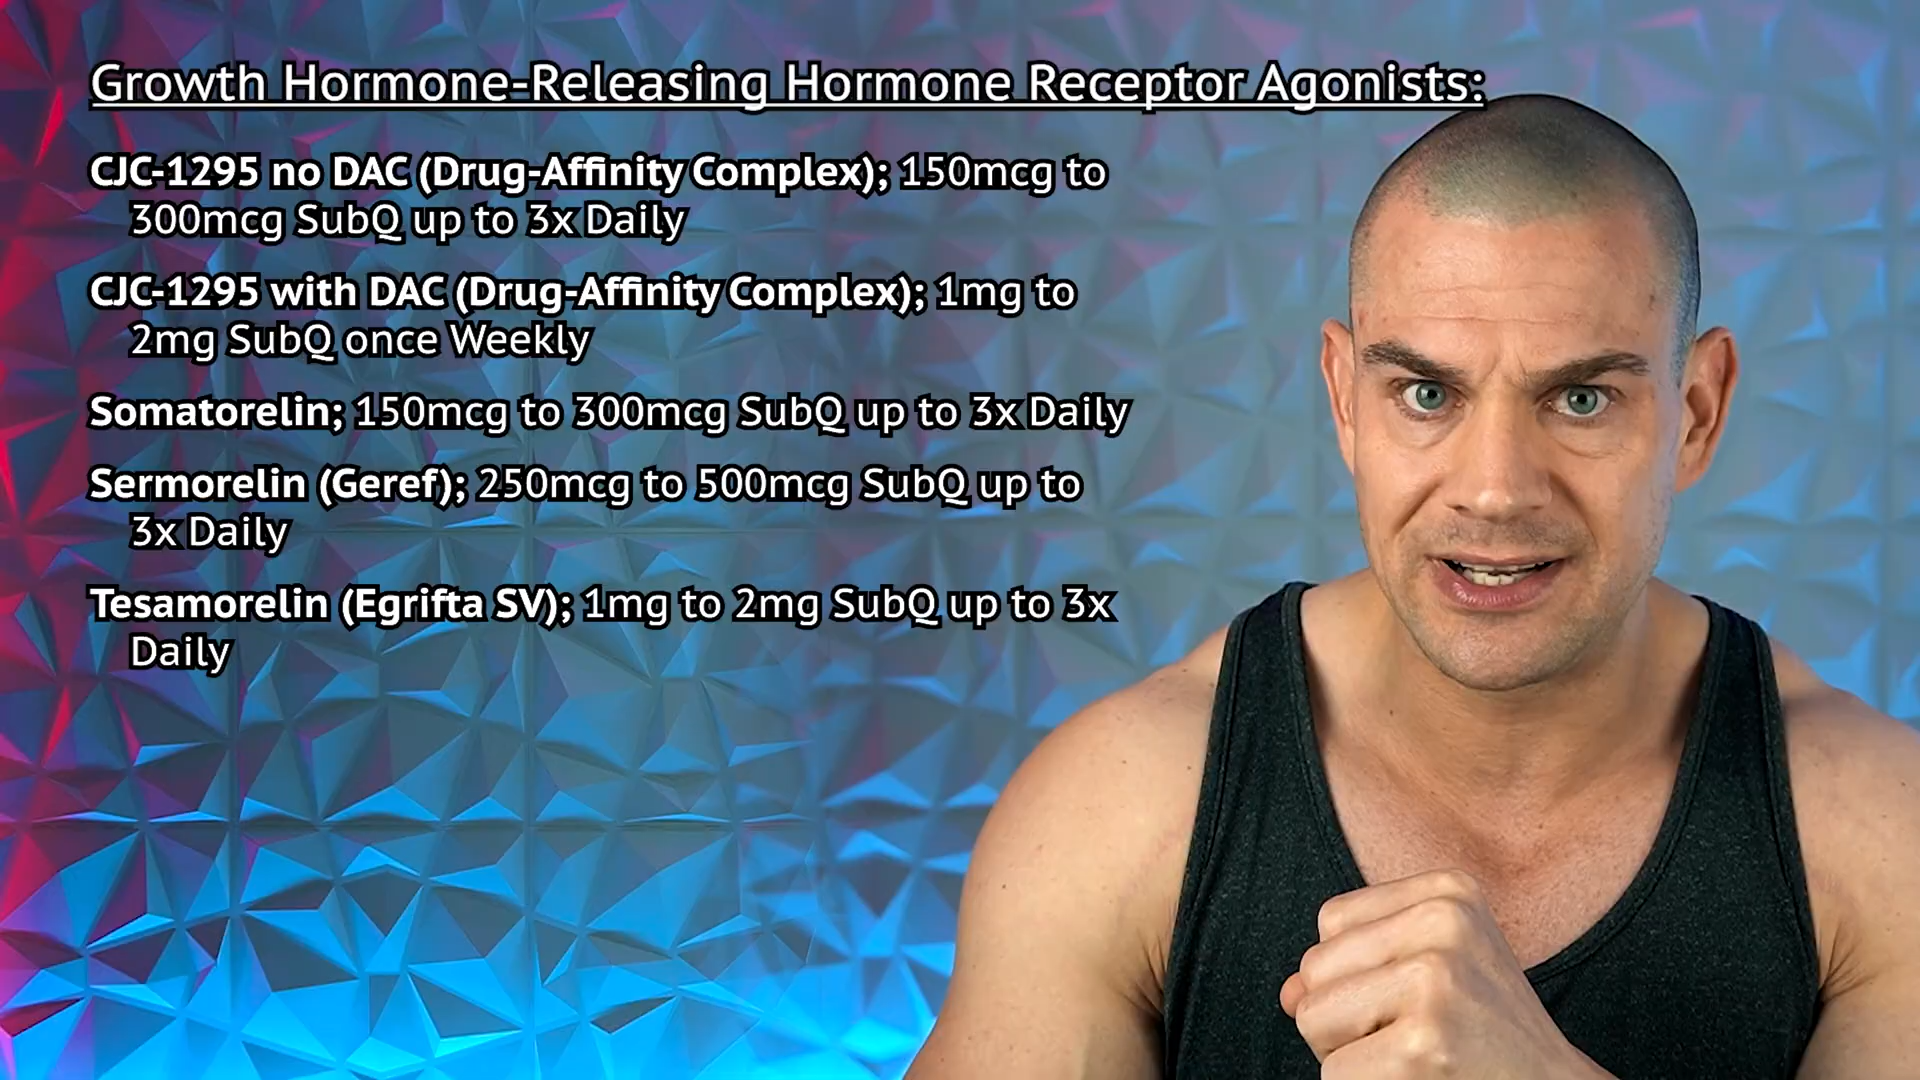 Growth Hormone-Releasing Hormone Receptor Agonists:
CJC-1295 no DAC (Drug-Affinity Complex); 150mcg to
300mcg SubQ up to 3x Daily
CJC-1295 with DAC (Drug-Affinity Complex); 1mg to
2mg SubQ once Weekly
Somatorelin; 150mcg to 300mcg SubQ up to 3x Daily
Sermorelin (Geref); 250mcg to 500mcg SubQ up to
3x Daily
Tesamorelin (Egrifta SV); 1mg to 2mg SubQ up to 3x
Daily